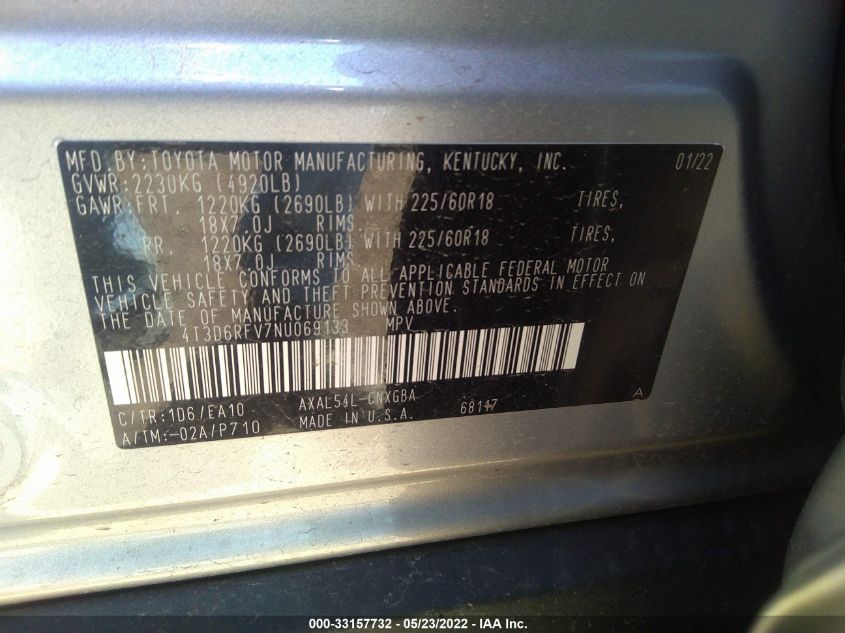 MFD. BY: TOYOTA MOTOR MANUFACTURING, KENTUCKY, INC. 01/22
GVWR: 2230KG (4920LB)
GAWR: FRT. 1220KG (2690LB) WITH 225/60R18 TIRES,
18X7.0J RIMS
RR. 1220KG (2690LB) WITH 225/60R18 TIRES,
18X7.0J RIMS
THIS VEHICLE CONFORMS TO ALL APPLICABLE FEDERAL MOTOR
VEHICLE SAFETY AND THEFT PREVENTION STANDARDS IN EFFECT ON
THE DATE OF MANUFACTURE SHOWN ABOVE.
4T3D6RFV7NU069133 MPV
C/TR: 1D6/EA10 AXAL54L-CNXGBA 68117 A
A/TM: -02A/P710 MADE IN U.S.A.
000-33157732 - 05/23/2022 - IAA Inc.